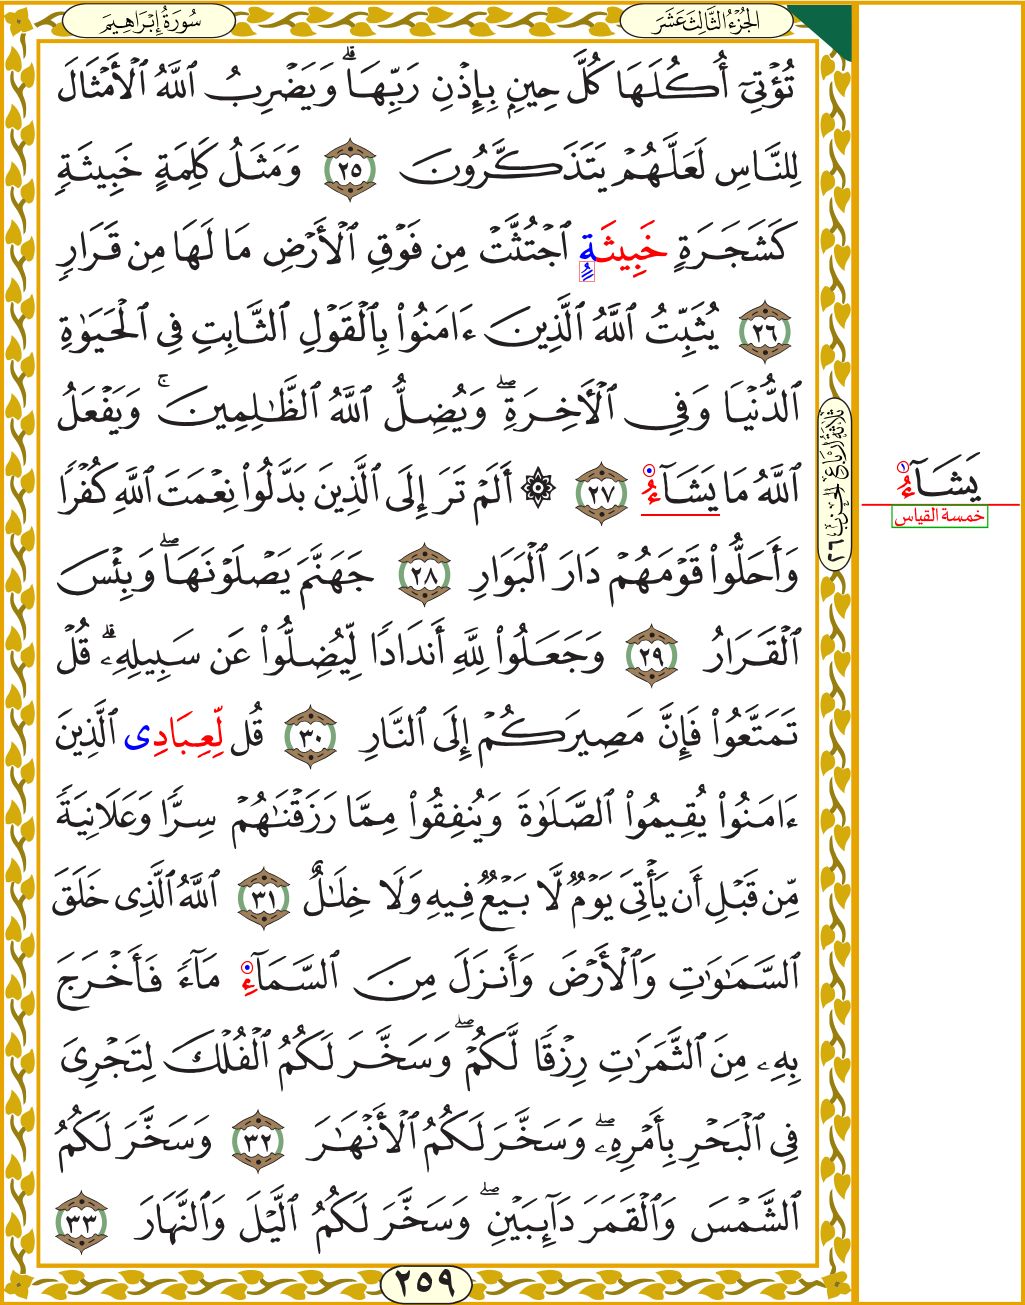 سُورَةُ إِبْرَاهِيمَ
الجُزْءُ الثَّالِثَ عَشَرَ
تُؤْتِىٓ أُكُلَهَا كُلَّ حِينٍۭ بِإِذْنِ رَبِّهَاۗ وَيَضْرِبُ ٱللَّهُ ٱلْأَمْثَالَ
لِلنَّاسِ لَعَلَّهُمْ يَتَذَكَّرُونَ ٢٥ وَمَثَلُ كَلِمَةٍ خَبِيثَةٍ
كَشَجَرَةٍ خَبِيثَةٍ ٱجْتُثَّتْ مِن فَوْقِ ٱلْأَرْضِ مَا لَهَا مِن قَرَارٍ
٢٦ يُثَبِّتُ ٱللَّهُ ٱلَّذِينَ ءَامَنُوا۟ بِٱلْقَوْلِ ٱلثَّابِتِ فِى ٱلْحَيَوٰةِ
ٱلدُّنْيَا وَفِى ٱلْأَخِرَةِۖ وَيُضِلُّ ٱللَّهُ ٱلظَّـٰلِمِينَۚ وَيَفْعَلُ
ٱللَّهُ مَا يَشَآءُ ٢٧ ۞ أَلَمْ تَرَ إِلَى ٱلَّذِينَ بَدَّلُوا۟ نِعْمَتَ ٱللَّهِ كُفْرًا
وَأَحَلُّوا۟ قَوْمَهُمْ دَارَ ٱلْبَوَارِ ٢٨ جَهَنَّمَ يَصْلَوْنَهَاۖ وَبِئْسَ
ٱلْقَرَارُ ٢٩ وَجَعَلُوا۟ لِلَّهِ أَندَادًا لِّيُضِلُّوا۟ عَن سَبِيلِهِۦۗ قُلْ
تَمَتَّعُوا۟ فَإِنَّ مَصِيرَكُمْ إِلَى ٱلنَّارِ ٣٠ قُل لِّعِبَادِى ٱلَّذِينَ
ءَامَنُوا۟ يُقِيمُوا۟ ٱلصَّلَوٰةَ وَيُنفِقُوا۟ مِمَّا رَزَقْنَـٰهُمْ سِرًّا وَعَلَانِيَةً
مِّن قَبْلِ أَن يَأْتِىَ يَوْمٌ لَّا بَيْعٌ فِيهِ وَلَا خِلَـٰلٌ ٣١ ٱللَّهُ ٱلَّذِى خَلَقَ
ٱلسَّمَـٰوَٰتِ وَٱلْأَرْضَ وَأَنزَلَ مِنَ ٱلسَّمَآءِ مَآءً فَأَخْرَجَ
بِهِۦ مِنَ ٱلثَّمَرَٰتِ رِزْقًا لَّكُمْۖ وَسَخَّرَ لَكُمُ ٱلْفُلْكَ لِتَجْرِىَ
فِى ٱلْبَحْرِ بِأَمْرِهِۦۖ وَسَخَّرَ لَكُمُ ٱلْأَنْهَـٰرَ ٣٢ وَسَخَّرَ لَكُمُ
ٱلشَّمْسَ وَٱلْقَمَرَ دَآئِبَيْنِۖ وَسَخَّرَ لَكُمُ ٱلَّيْلَ وَٱلنَّهَارَ ٣٣
٢٥٩
ثلاثة أرباع الحزب ٢٦
يَشَآءُ ١
خمسة القياس